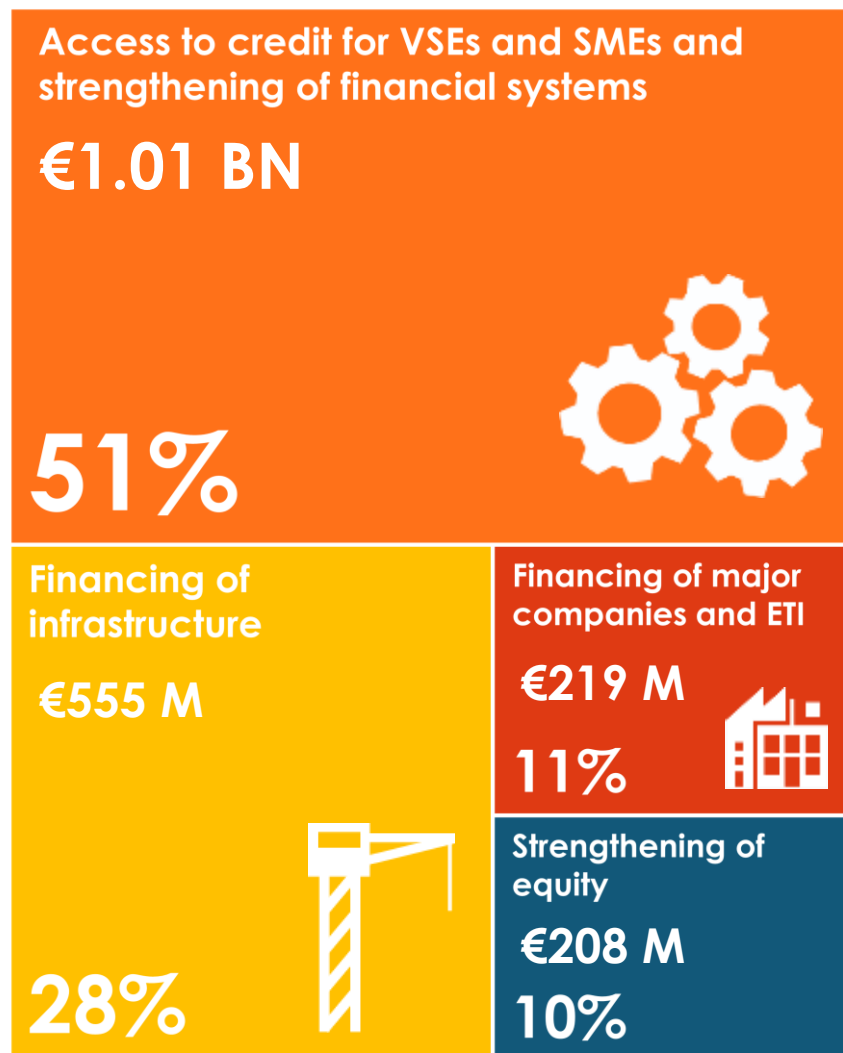 Access to credit for VSEs and SMEs and
strengthening of financial systems
€1.01 BN
51%
Financing of
infrastructure
€555 M
28%
Financing of major
companies and ETI
€219 M
11%
Strengthening of
equity
€208 M
10%